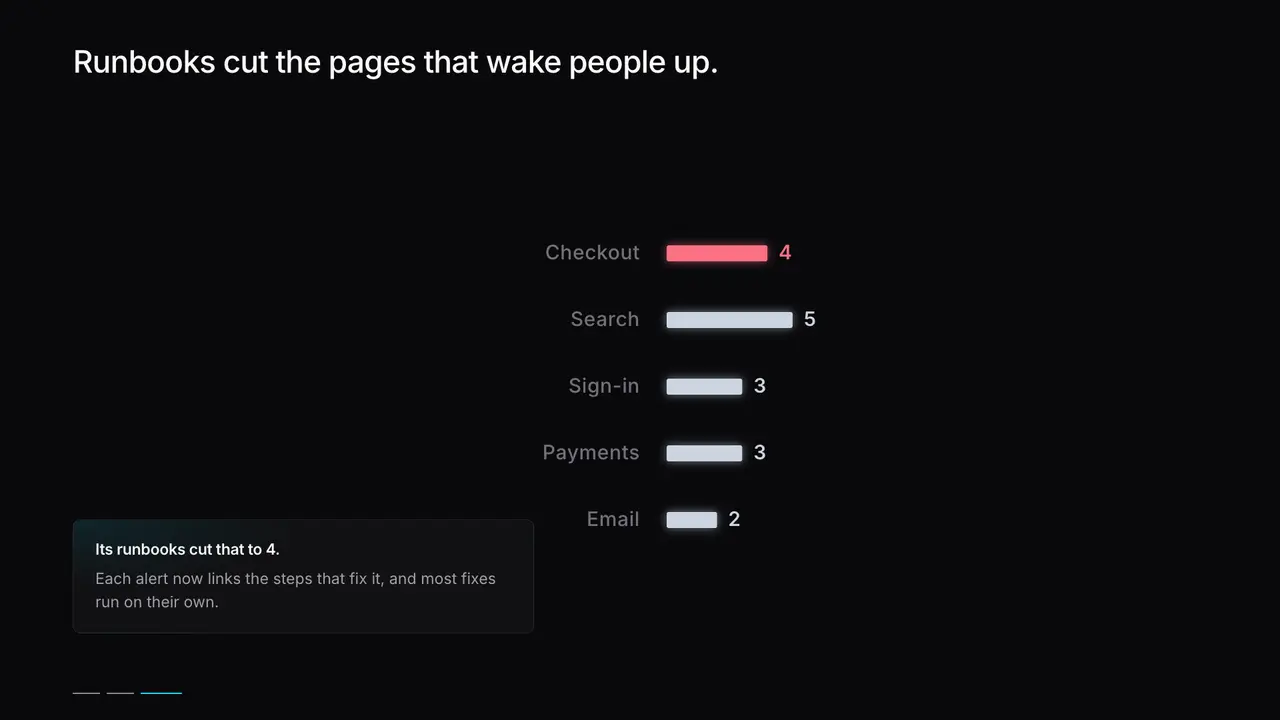 Runbooks cut the pages that wake people up.
Checkout 4
Search 5
Sign-in 3
Payments 3
Email 2
Its runbooks cut that to 4.
Each alert now links the steps that fix it, and most fixes
run on their own.